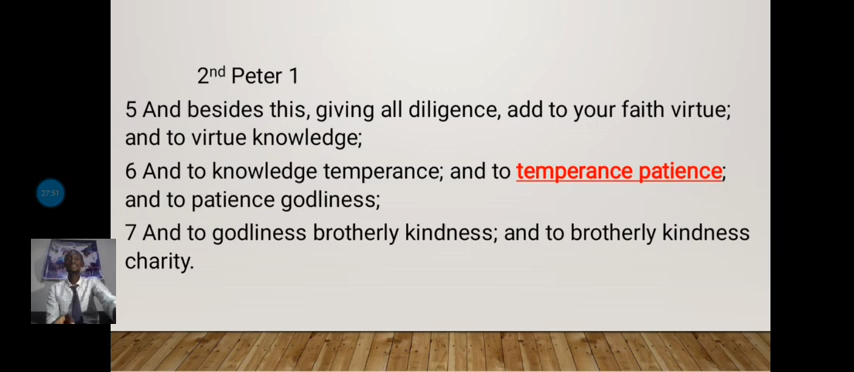 2nd Peter 1
5 And besides this, giving all diligence, add to your faith virtue;
and to virtue knowledge;
6 And to knowledge temperance; and to temperance patience;
and to patience godliness;
27:51
7 And to godliness brotherly kindness; and to brotherly kindness
charity.